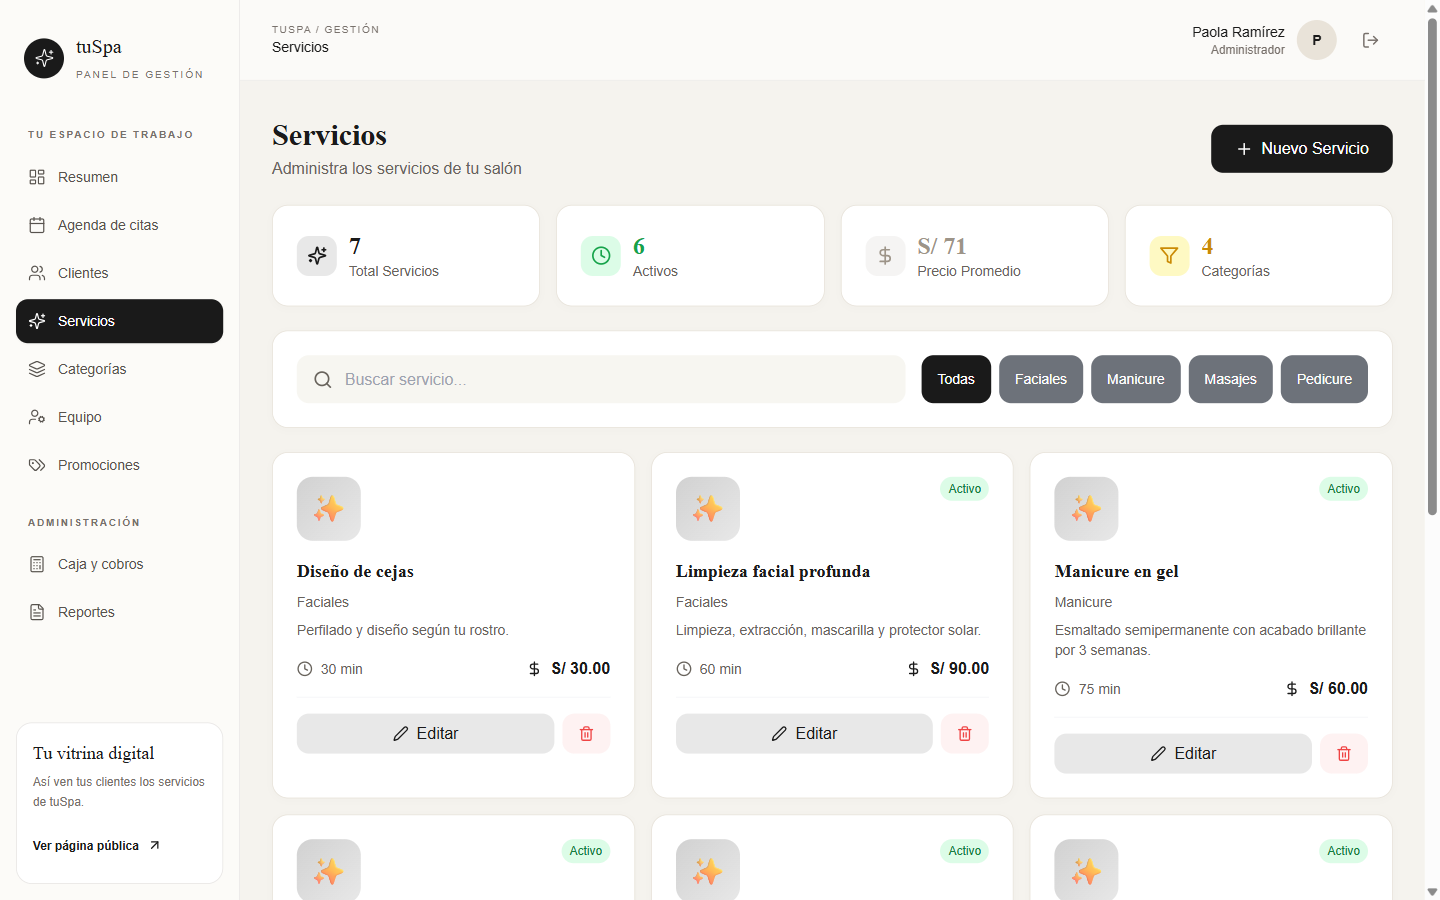 tuSpa
PANEL DE GESTIÓN
TU ESPACIO DE TRABAJO
Resumen
Agenda de citas
Clientes
Servicios
Categorías
Equipo
Promociones
ADMINISTRACIÓN
Caja y cobros
Reportes
Tu vitrina digital
Así ven tus clientes los servicios
de tuSpa.
Ver página pública
TUSPA / GESTIÓN
Servicios
Paola Ramírez
Administrador
P
Servicios
Administra los servicios de tu salón
Nuevo Servicio
7
Total Servicios
6
Activos
S/ 71
Precio Promedio
4
Categorías
Buscar servicio...
Todas
Faciales
Manicure
Masajes
Pedicure
Diseño de cejas
Faciales
Perfilado y diseño según tu rostro.
30 min
S/ 30.00
Editar
Activo
Limpieza facial profunda
Faciales
Limpieza, extracción, mascarilla y protector solar.
60 min
S/ 90.00
Editar
Activo
Manicure en gel
Manicure
Esmaltado semipermanente con acabado brillante
por 3 semanas.
75 min
S/ 60.00
Editar
Activo
Activo
Activo